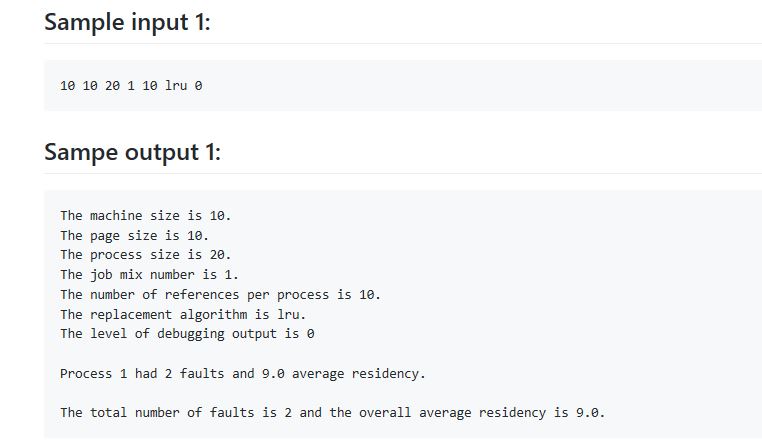 Sample input 1:
10 10 20 1 10 lru 0
Sampe output 1:
The machine size is 10.
The page size is 10.
The process size is 20.
The job mix number is 1.
The number of references per process is 10.
The replacement algorithm is lru.
The level of debugging output is 0
Process 1 had 2 faults and 9.0 average residency.
The total number of faults is 2 and the overall average residency is 9.0.